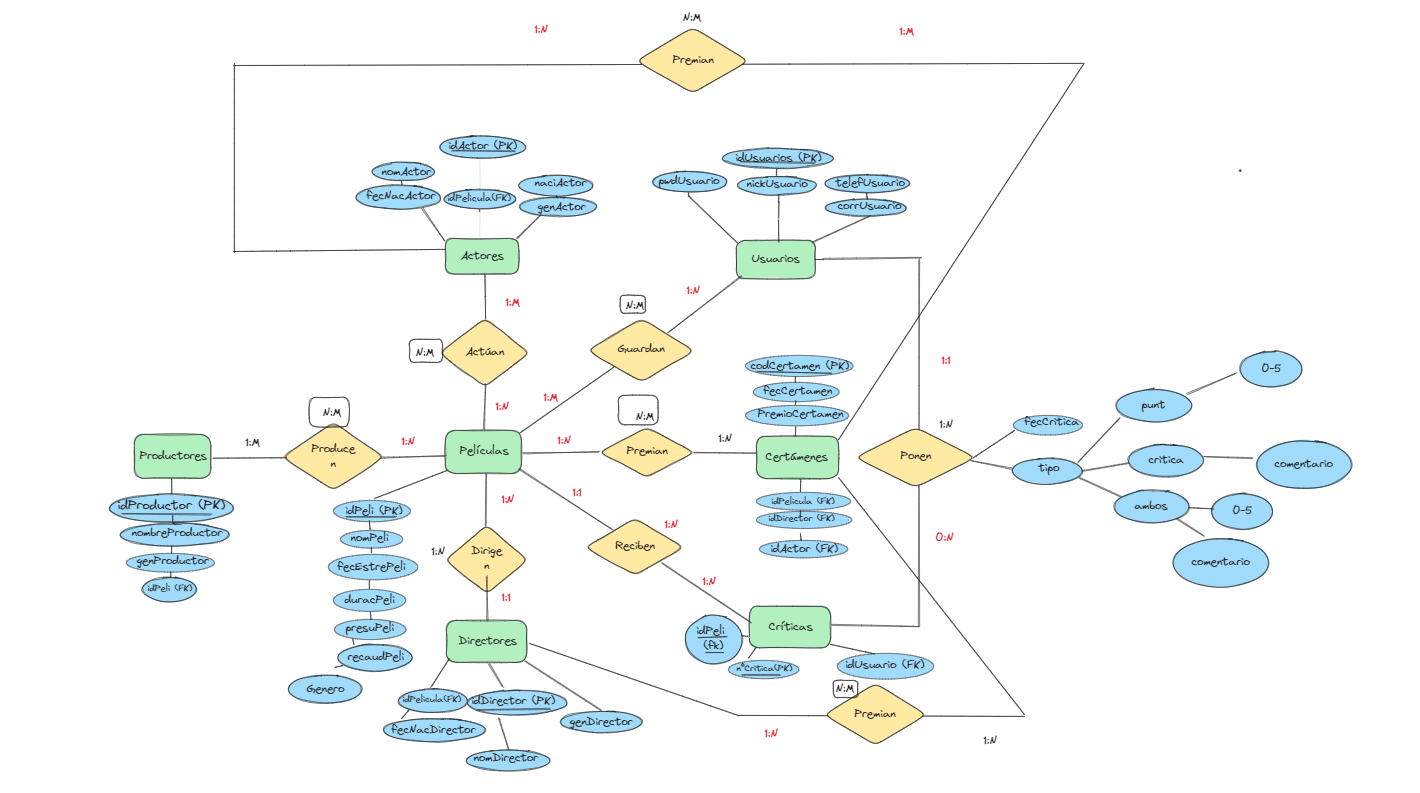 N:M
1:N
1:M
Premian
idActor (PK)
nomActor
fecNacActor
idPelicula(FK)
naciActor
genActor
Actores
idUsuarios (PK)
pwdUsuario
nickUsuario
telefUsuario
corrUsuario
Usuarios
1:M
N:M
Actúan
1:N
1:N
N:M
Guardan
1:M
codCertamen (PK)
fecCertamen
PremioCertamen
Certámenes
idPelicula (FK)
idDirector (FK)
idActor (FK)
1:1
1:N
Ponen
0:N
fecCritica
tipo
punt
0-5
critica
comentario
ambos
0-5
comentario
Productores
1:M
N:M
Producen
1:N
Películas
1:N
N:M
Premian
1:N
idProductor (PK)
nombreProductor
genProductor
idPeli (FK)
idPeli (PK)
nomPeli
fecEstrePeli
duracPeli
presuPeli
recaudPeli
Genero
1:N
1:N
Dirige
n
1:1
1:1
1:N
Reciben
1:N
Directores
idPelicula(FK)
idDirector (PK)
fecNacDirector
nomDirector
genDirector
Críticas
idPeli
(fk)
nºCritica(PK)
idUsuario (FK)
N:M
Premian
1:N
1:N